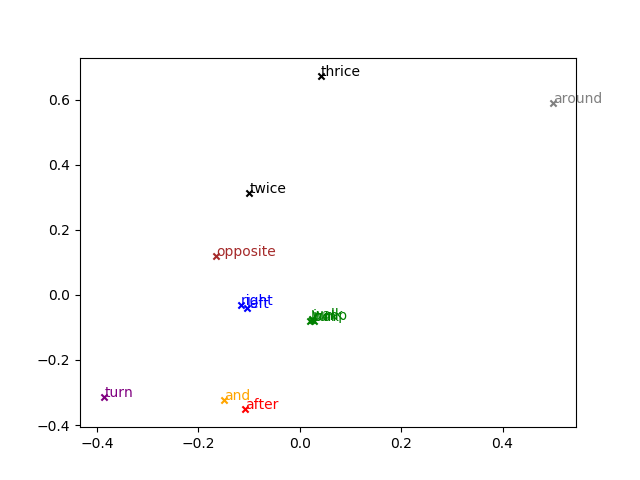 thrice
around
0.6
0.4
twice
0.2
opposite
0.0
right
left
walk
−0.2
turn
and
after
−0.4
−0.4
−0.2
0.0
0.2
0.4